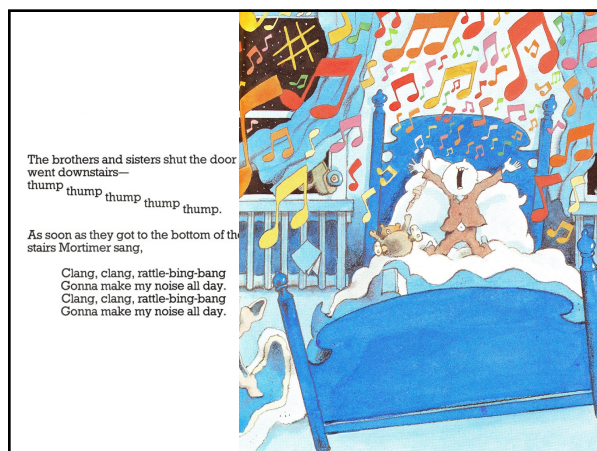 The brothers and sisters shut the door
went downstairs—
thump thump thump thump thump.
As soon as they got to the bottom of the
stairs Mortimer sang,
Clang, clang, rattle-bing-bang
Gonna make my noise all day.
Clang, clang, rattle-bing-bang
Gonna make my noise all day.